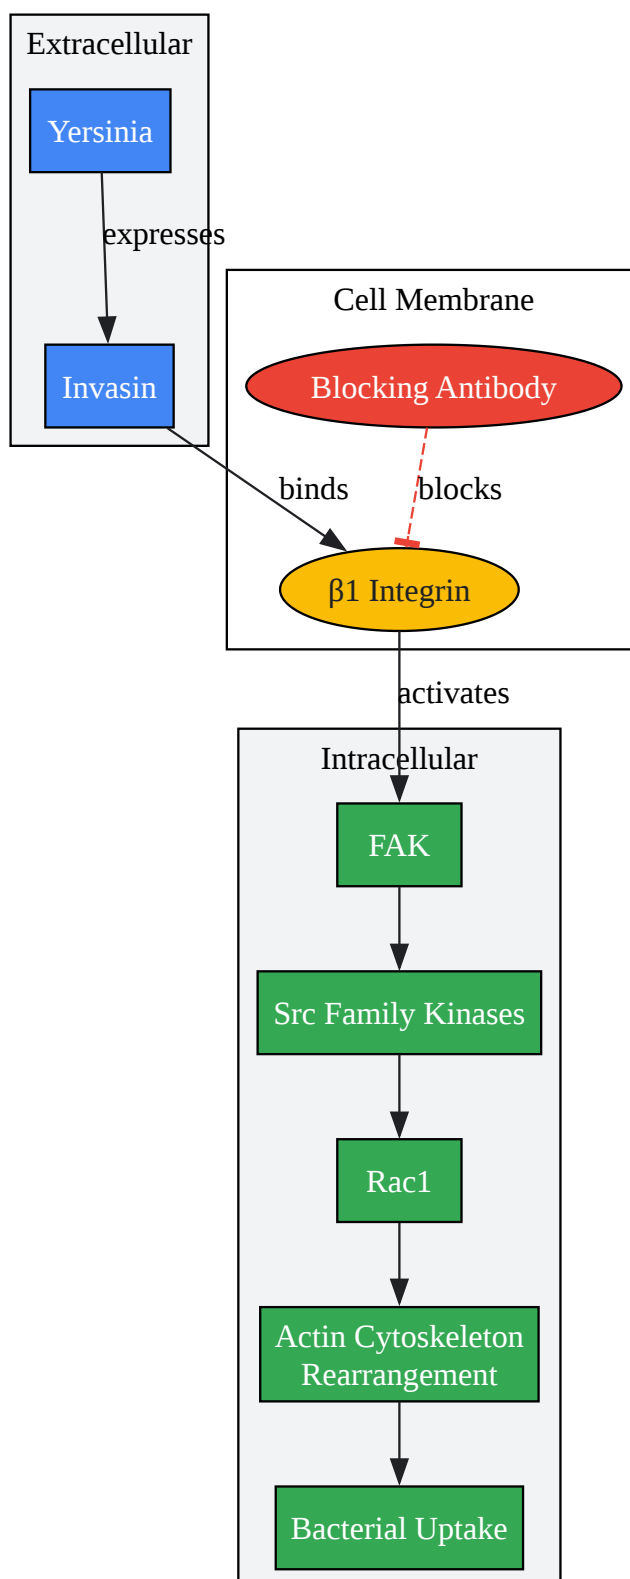 Extracellular
Yersinia
expresses
Invasin
Cell Membrane
Blocking Antibody
binds
blocks
β1 Integrin
activates
Intracellular
FAK
Src Family Kinases
Rac1
Actin Cytoskeleton
Rearrangement
Bacterial Uptake